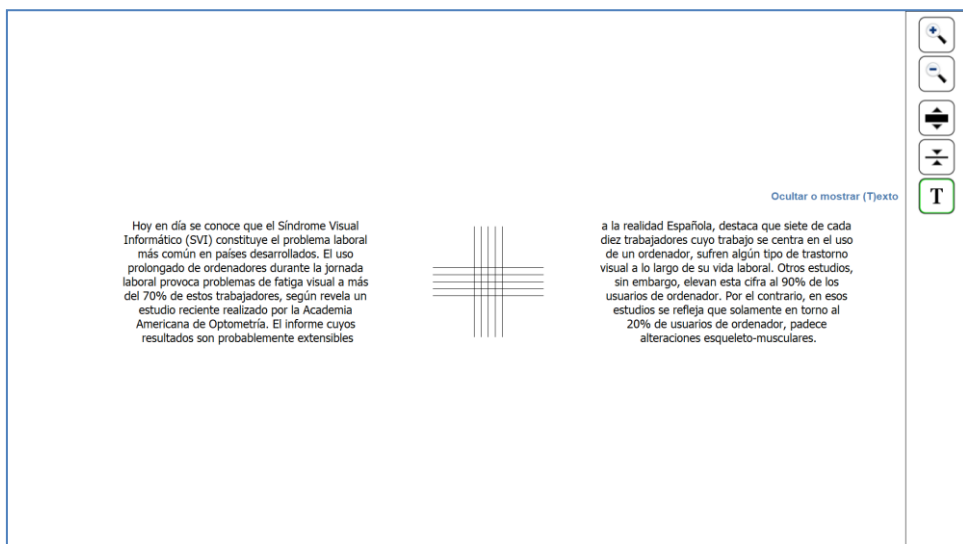 Ocultar o mostrar (T)exto
T
Hoy en día se conoce que el Síndrome Visual
Informático (SVI) constituye el problema laboral
más común en países desarrollados. El uso
prolongado de ordenadores durante la jornada
laboral provoca problemas de fatiga visual a más
del 70% de estos trabajadores, según revela un
estudio reciente realizado por la Academia
Americana de Optometría. El informe cuyos
resultados son probablemente extensibles
a la realidad Española, destaca que siete de cada
diez trabajadores cuyo trabajo se centra en el uso
de un ordenador, sufren algún tipo de trastorno
visual a lo largo de su vida laboral. Otros estudios,
sin embargo, elevan esta cifra al 90% de los
usuarios de ordenador. Por el contrario, en esos
estudios se refleja que solamente en torno al
20% de usuarios de ordenador, padece
alteraciones esqueleto-musculares.